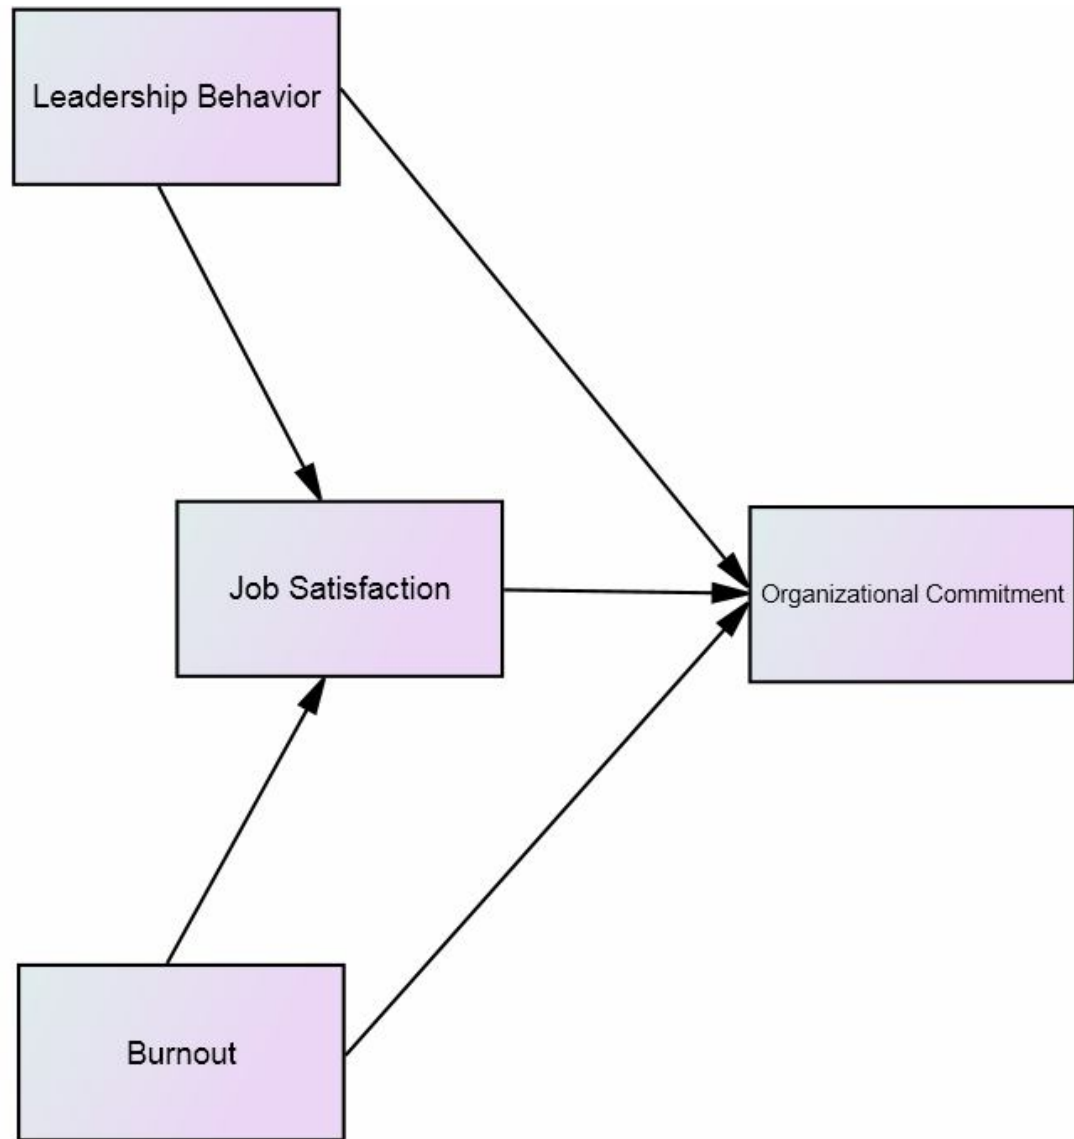 Leadership Behavior
Job Satisfaction
Organizational Commitment
Burnout